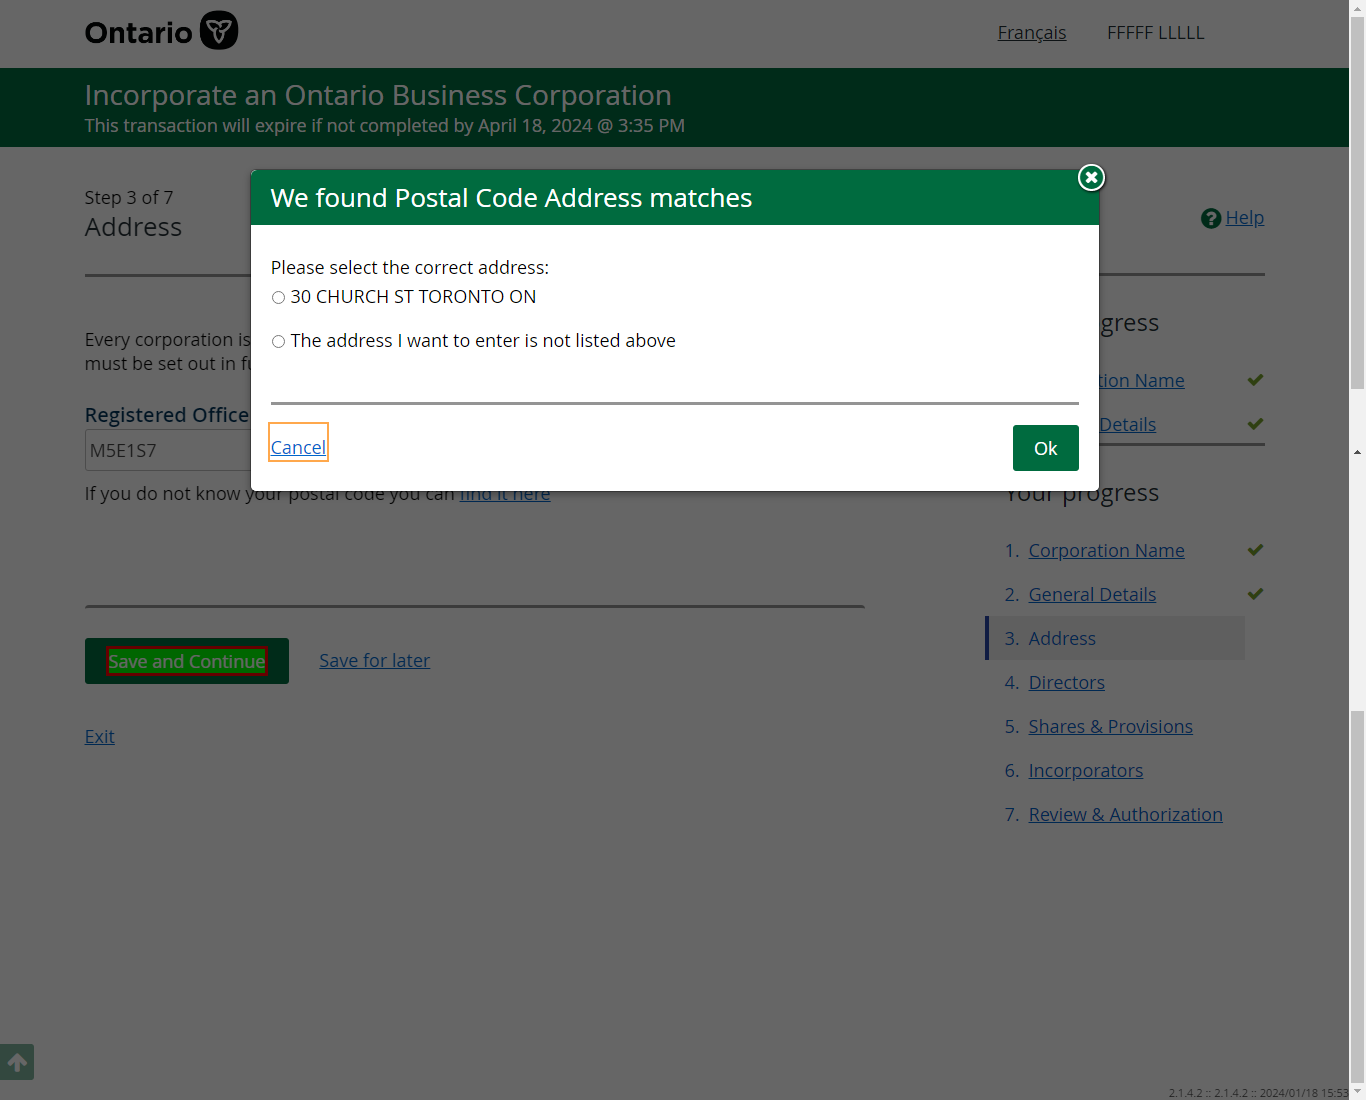 Ontario
Français
FFFFF LLLLL
Incorporate an Ontario Business Corporation
This transaction will expire if not completed by April 18, 2024 @ 3:35 PM
Step 3 of 7
Address
Help
We found Postal Code Address matches
Please select the correct address:
30 CHURCH ST TORONTO ON
The address I want to enter is not listed above
Cancel
Ok
Every corporation is
must be set out in fu
Registered Office
M5E1S7
If you do not know your postal code you can find it here
Save and Continue
Save for later
Exit
gress
tion Name
Details
Your progress
1. Corporation Name
2. General Details
3. Address
4. Directors
5. Shares & Provisions
6. Incorporators
7. Review & Authorization
2.1.4.2 :: 2.1.4.2 :: 2024/01/18 15:53